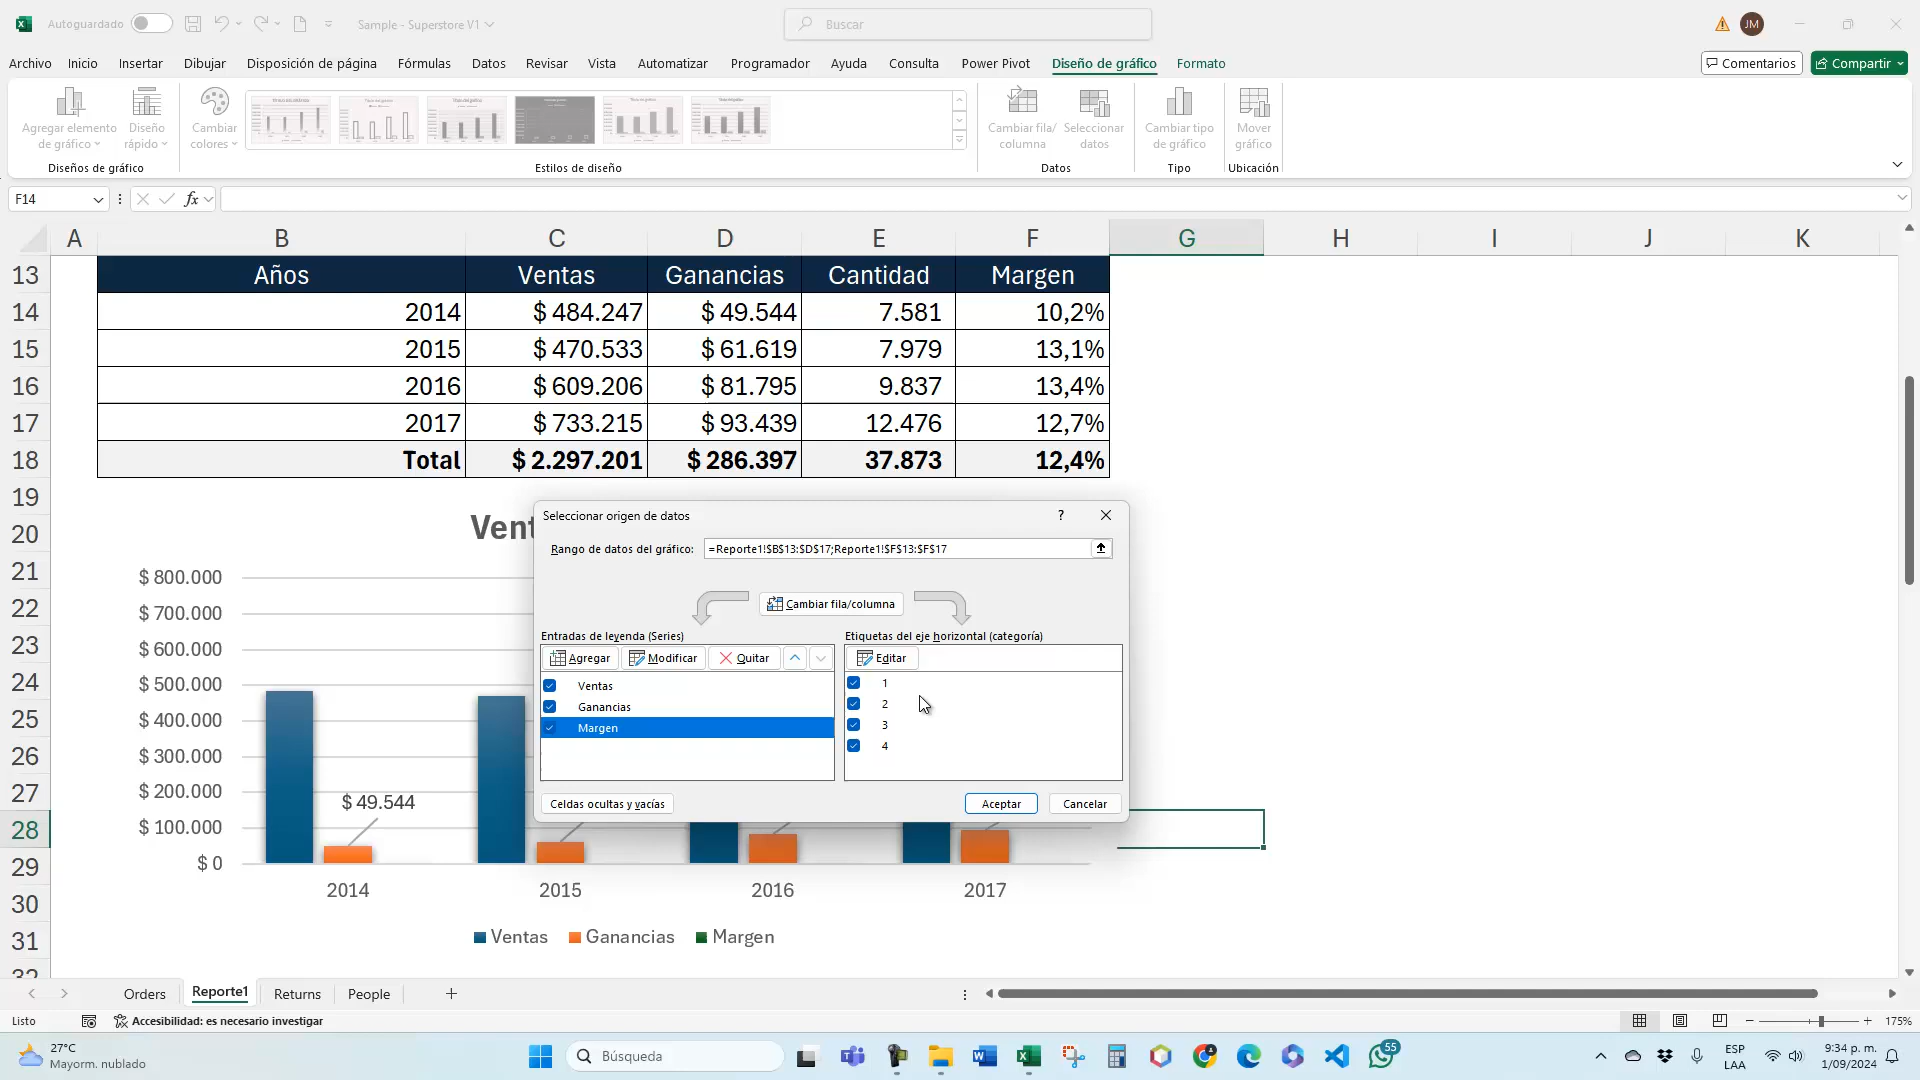 Autoguardado
Sample - Superstore V1
Buscar
JM
Archivo Inicio Insertar Dibujar Disposición de página Fórmulas Datos Revisar Vista Automatizar Programador Ayuda Consulta Power Pivot Diseño de gráfico Formato
Comentarios
Compartir
Agregar elemento de gráfico
Diseño rápido
Cambiar colores
Cambiar fila/columna
Seleccionar datos
Cambiar tipo de gráfico
Mover gráfico
Diseños de gráfico
Estilos de diseño
Datos
Tipo
Ubicación
F14
fx
A B C D E F G H I J K
13 Años Ventas Ganancias Cantidad Margen
14 2014 $ 484.247 $ 49.544 7.581 10,2%
15 2015 $ 470.533 $ 61.619 7.979 13,1%
16 2016 $ 609.206 $ 81.795 9.837 13,4%
17 2017 $ 733.215 $ 93.439 12.476 12,7%
18 Total $ 2.297.201 $ 286.397 37.873 12,4%
19
20
21
22
23
24
25
26
27
28
29
30
31
$ 800.000
$ 700.000
$ 600.000
$ 500.000
$ 400.000
$ 300.000
$ 200.000
$ 100.000
$ 0
$ 49.544
2014 2015 2016 2017
Ventas Ganancias Margen
Seleccionar origen de datos
?
Rango de datos del gráfico: =Reporte1!$B$13:$D$17;Reporte1!$F$13:$F$17
Cambiar fila/columna
Entradas de leyenda (Series)
Agregar Modificar Quitar
Ventas
Ganancias
Margen
Etiquetas del eje horizontal (categoría)
Editar
1
2
3
4
Celdas ocultas y vacías
Aceptar
Cancelar
Orders Reporte1 Returns People
Listo
Accesibilidad: es necesario investigar
175%
27°C
Mayorm. nublado
Búsqueda
55
ESP
LAA
9:34 p. m.
1/09/2024